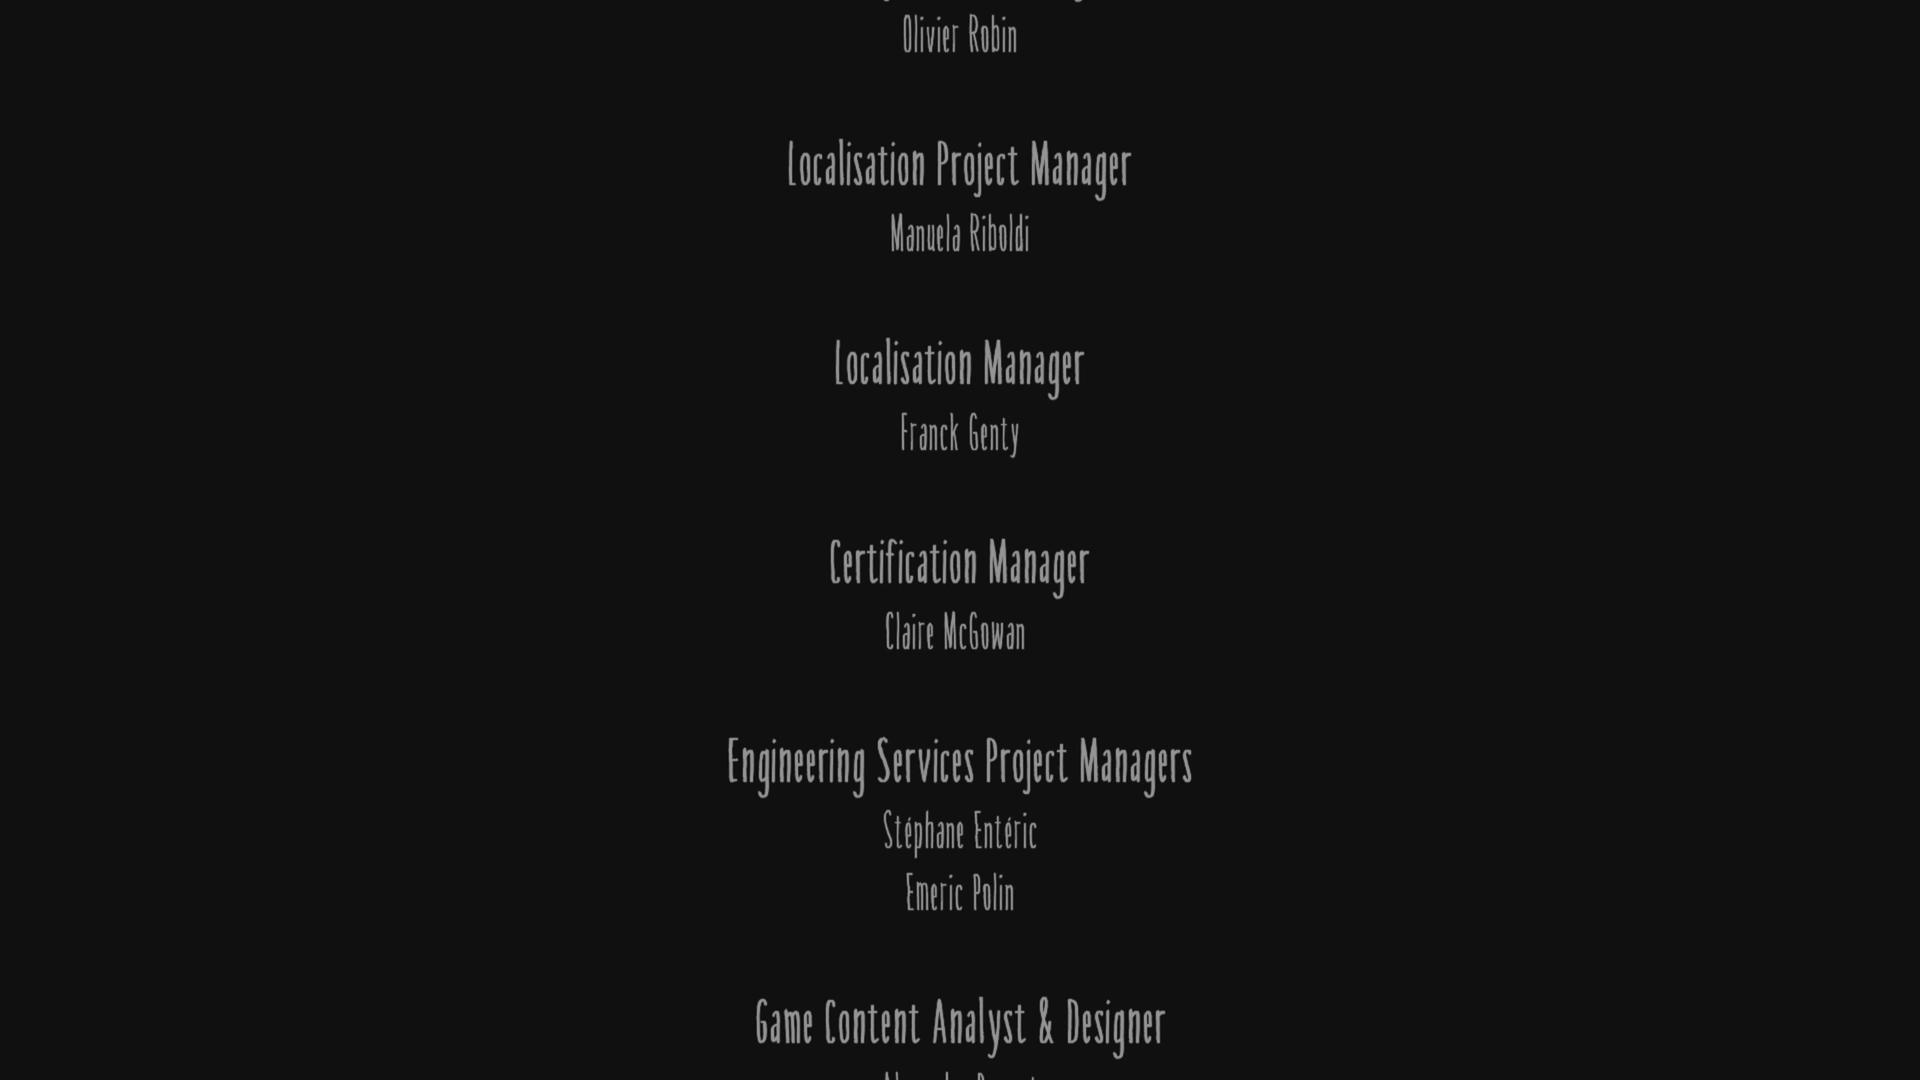 Olivier Robin
Localisation Project Manager
Manuela Riboldi
Localisation Manager
Franck Genty
Certification Manager
Claire McGowan
Engineering Services Project Managers
Stéphane Entéric
Emeric Polin
Game Content Analyst & Designer